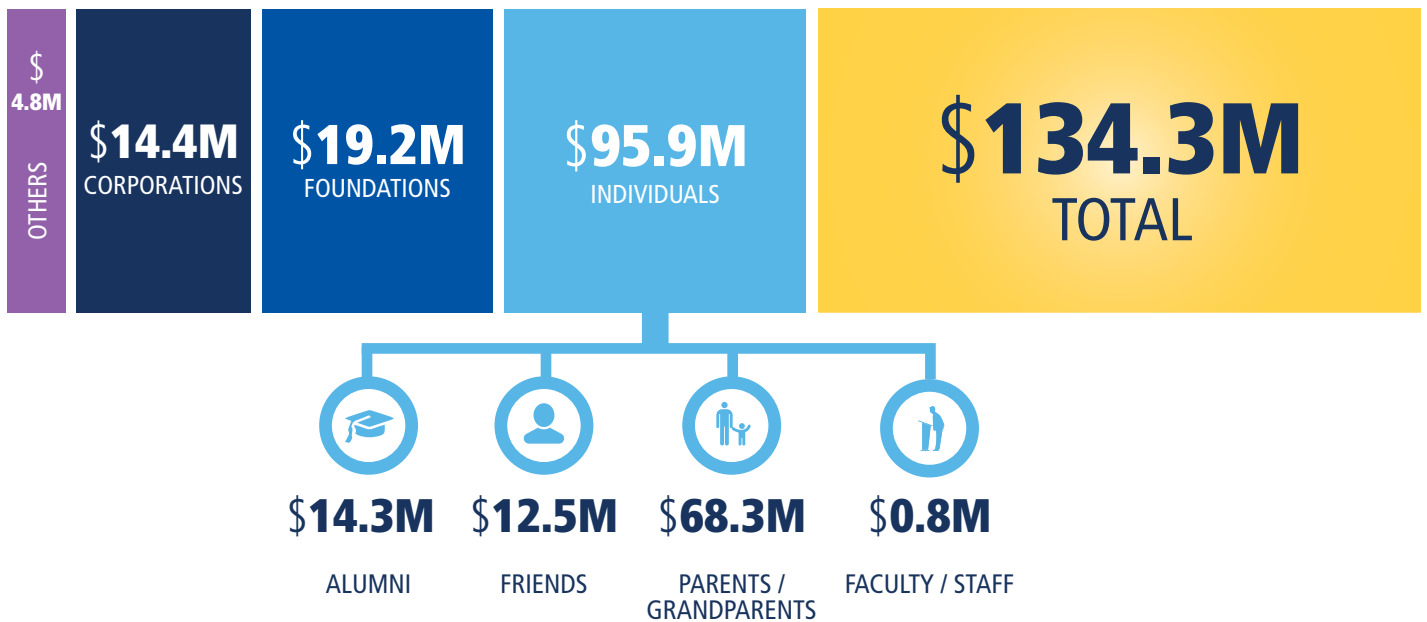 $
4.8M
OTHERS
$14.4M
CORPORATIONS
$19.2M
FOUNDATIONS
$95.9M
INDIVIDUALS
$134.3M
TOTAL
$14.3M
ALUMNI
$12.5M
FRIENDS
$68.3M
PARENTS /
GRANDPARENTS
$0.8M
FACULTY / STAFF